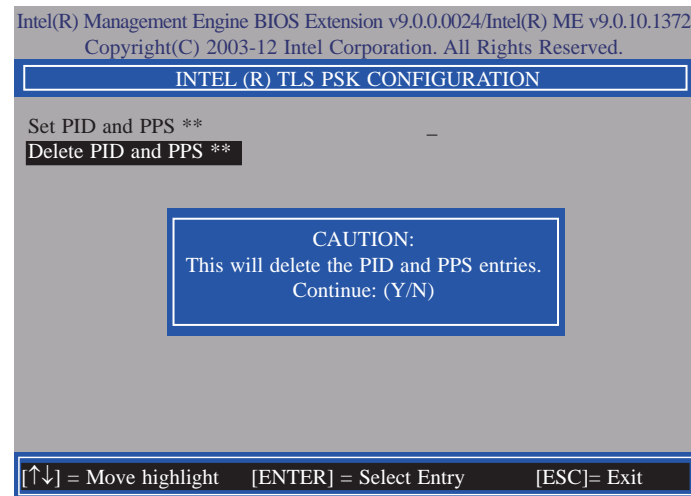 Intel(R) Management Engine BIOS Extension v9.0.0.0024/Intel(R) ME v9.0.10.1372
Copyright(C) 2003-12 Intel Corporation. All Rights Reserved.
INTEL (R) TLS PSK CONFIGURATION
Set PID and PPS ** _
Delete PID and PPS **
CAUTION:
This will delete the PID and PPS entries.
Continue: (Y/N)
[↑↓] = Move highlight [ENTER] = Select Entry [ESC]= Exit